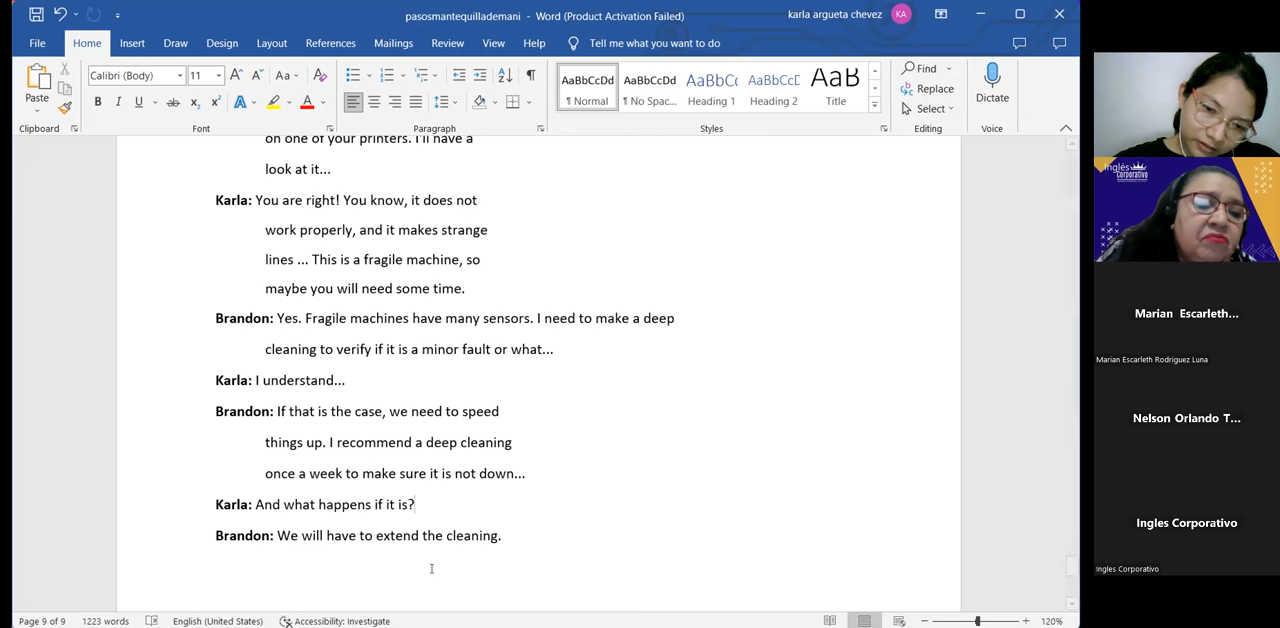 pasosmantequillademani - Word (Product Activation Failed)
karla argueta chevez
KA
File Home Insert Draw Design Layout References Mailings Review View Help Tell me what you want to do
Paste
Calibri (Body) 11
AaBbCcDd AaBbCcDd AaBbCc AaBbCcD AaB
¶ Normal ¶ No Spac... Heading 1 Heading 2 Title
Find
Replace
Select
Dictate
Clipboard Font Paragraph Styles Editing Voice
on one of your printers. I'll have a
look at it...
Karla: You are right! You know, it does not
work properly, and it makes strange
lines ... This is a fragile machine, so
maybe you will need some time.
Brandon: Yes. Fragile machines have many sensors. I need to make a deep
cleaning to verify if it is a minor fault or what...
Karla: I understand...
Brandon: If that is the case, we need to speed
things up. I recommend a deep cleaning
once a week to make sure it is not down...
Karla: And what happens if it is?
Brandon: We will have to extend the cleaning.
Page 9 of 9 1223 words English (United States) Accessibility: Investigate 120%
Inglés
Corporativo
Marian Escarleth...
Marian Escarleth Rodriguez Luna
Nelson Orlando T...
Ingles Corporativo
Ingles Corporativo